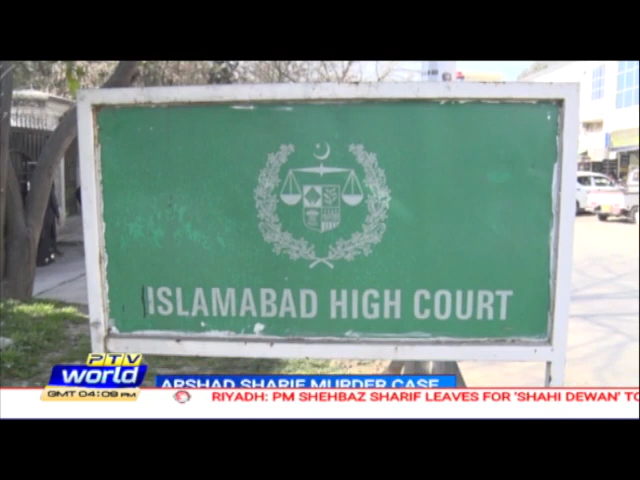 ISLAMABAD HIGH COURT
PTV
world
GMT 04:09 PM
ARSHAD SHARIF MURDER CASE
RIYADH: PM SHEHBAZ SHARIF LEAVES FOR 'SHAHI DEWAN' TO